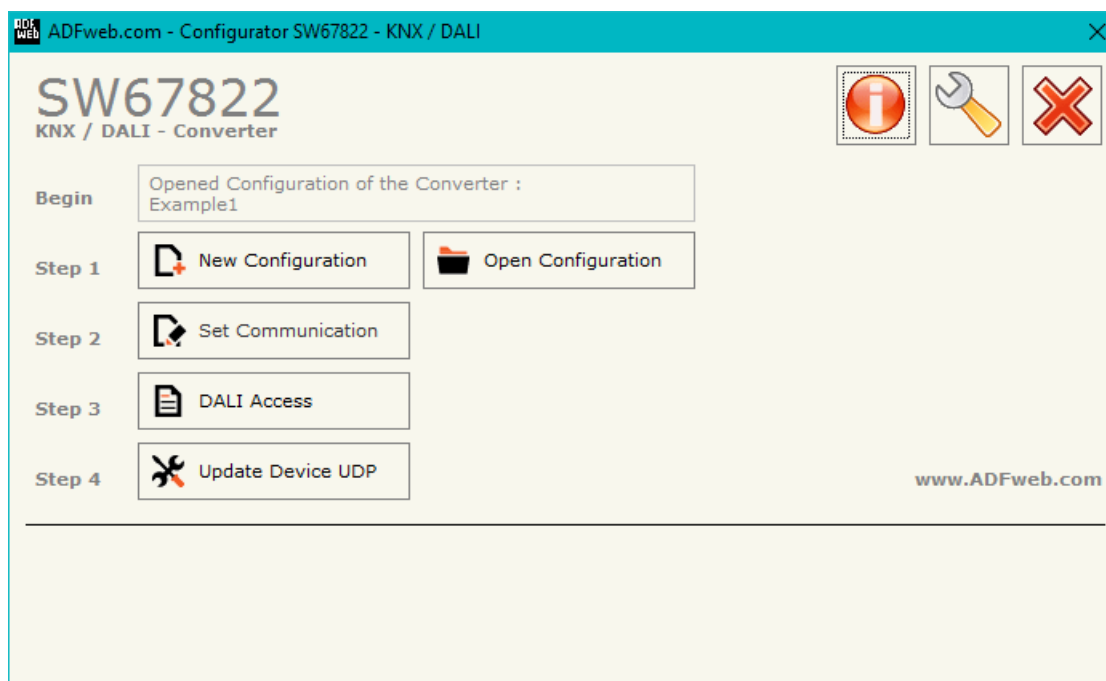 ADF
WEB
ADFweb.com - Configurator SW67822 - KNX / DALI
SW67822
KNX / DALI - Converter
Begin
Opened Configuration of the Converter :
Example1
Step 1
New Configuration
Open Configuration
Step 2
Set Communication
Step 3
DALI Access
Step 4
Update Device UDP
www.ADFweb.com